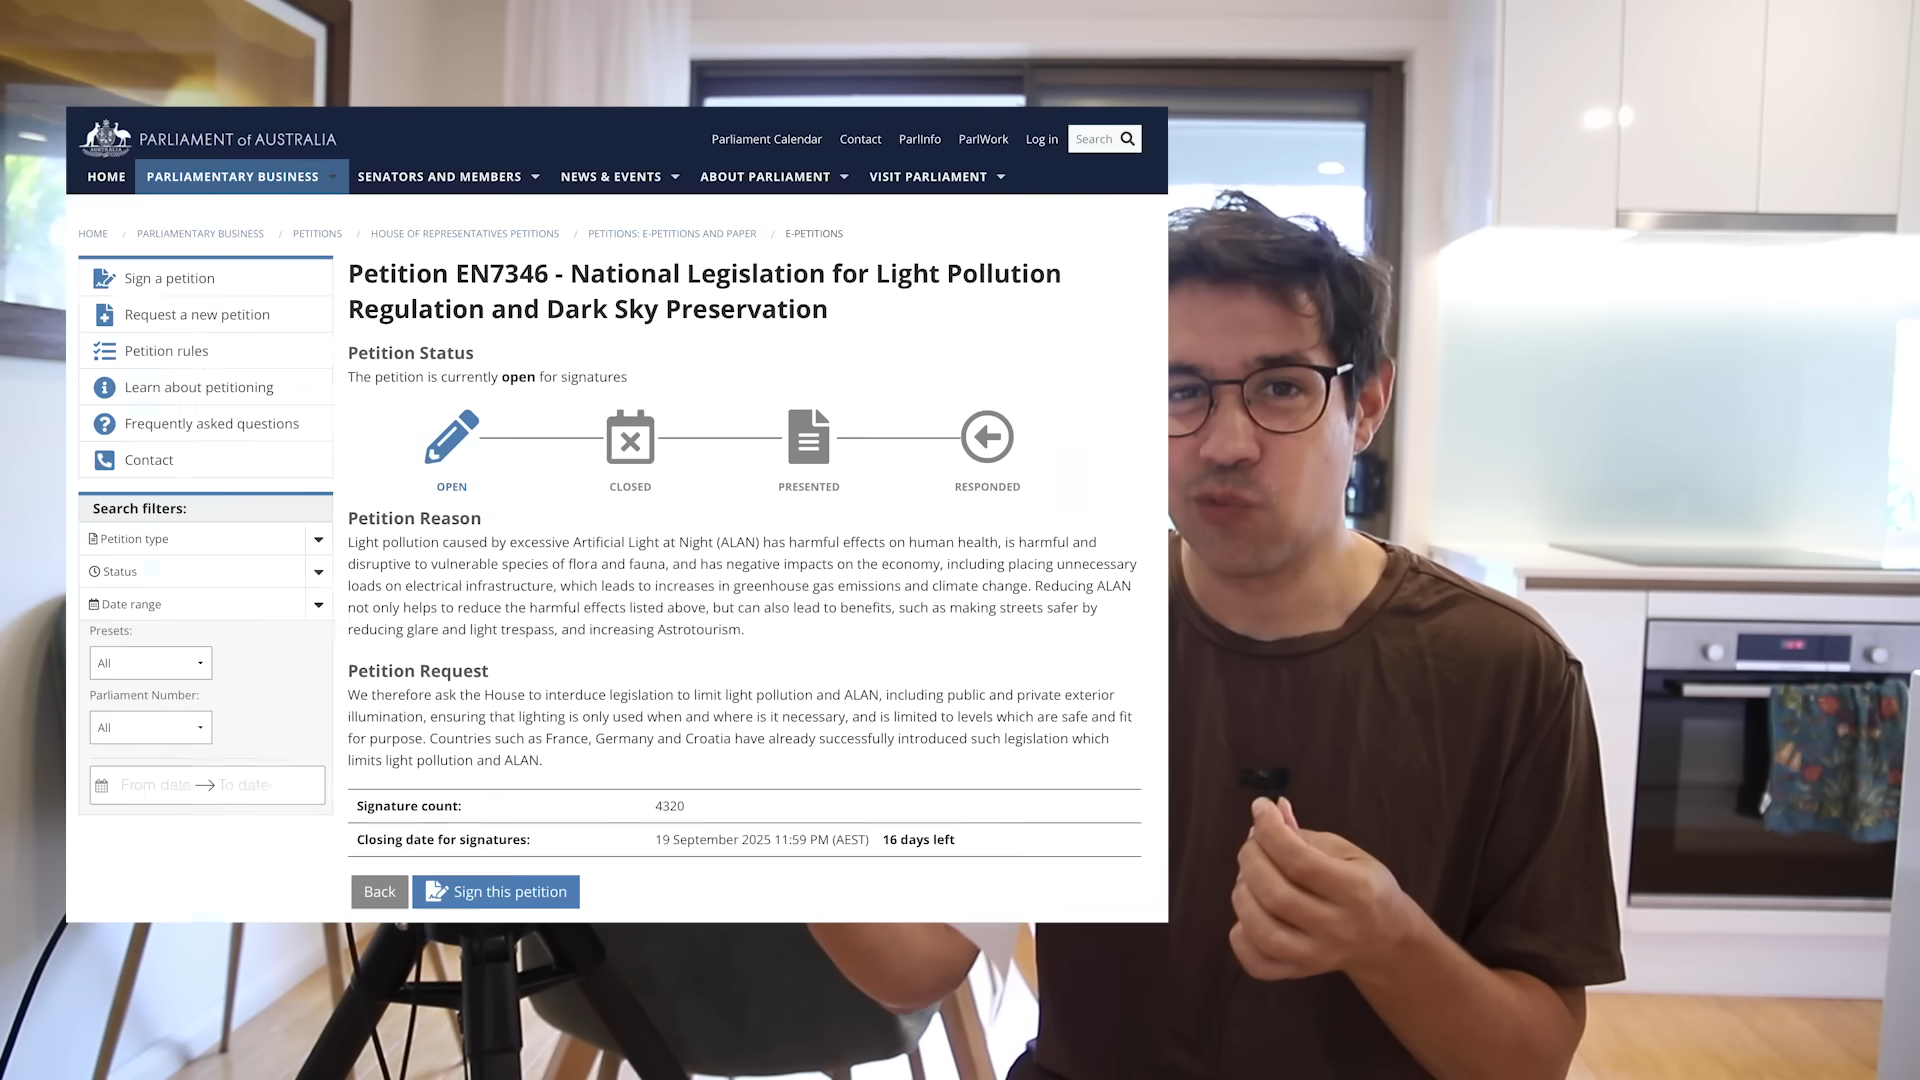 PARLIAMENT of AUSTRALIA
Parliament Calendar Contact ParlInfo ParlWork Log in Search
HOME PARLIAMENTARY BUSINESS SENATORS AND MEMBERS NEWS & EVENTS ABOUT PARLIAMENT VISIT PARLIAMENT
HOME / PARLIAMENTARY BUSINESS / PETITIONS / HOUSE OF REPRESENTATIVES PETITIONS / PETITIONS: E-PETITIONS AND PAPER / E-PETITIONS
Sign a petition
Request a new petition
Petition rules
Learn about petitioning
Frequently asked questions
Contact
Search filters:
Petition type
Status
Date range
Presets:
All
Parliament Number:
All
From date → To date
Petition EN7346 - National Legislation for Light Pollution
Regulation and Dark Sky Preservation
Petition Status
The petition is currently open for signatures
OPEN CLOSED PRESENTED RESPONDED
Petition Reason
Light pollution caused by excessive Artificial Light at Night (ALAN) has harmful effects on human health, is harmful and
disruptive to vulnerable species of flora and fauna, and has negative impacts on the economy, including placing unnecessary
loads on electrical infrastructure, which leads to increases in greenhouse gas emissions and climate change. Reducing ALAN
not only helps to reduce the harmful effects listed above, but can also lead to benefits, such as making streets safer by
reducing glare and light trespass, and increasing Astrotourism.
Petition Request
We therefore ask the House to interduce legislation to limit light pollution and ALAN, including public and private exterior
illumination, ensuring that lighting is only used when and where is it necessary, and is limited to levels which are safe and fit
for purpose. Countries such as France, Germany and Croatia have already successfully introduced such legislation which
limits light pollution and ALAN.
Signature count: 4320
Closing date for signatures: 19 September 2025 11:59 PM (AEST) 16 days left
Back Sign this petition